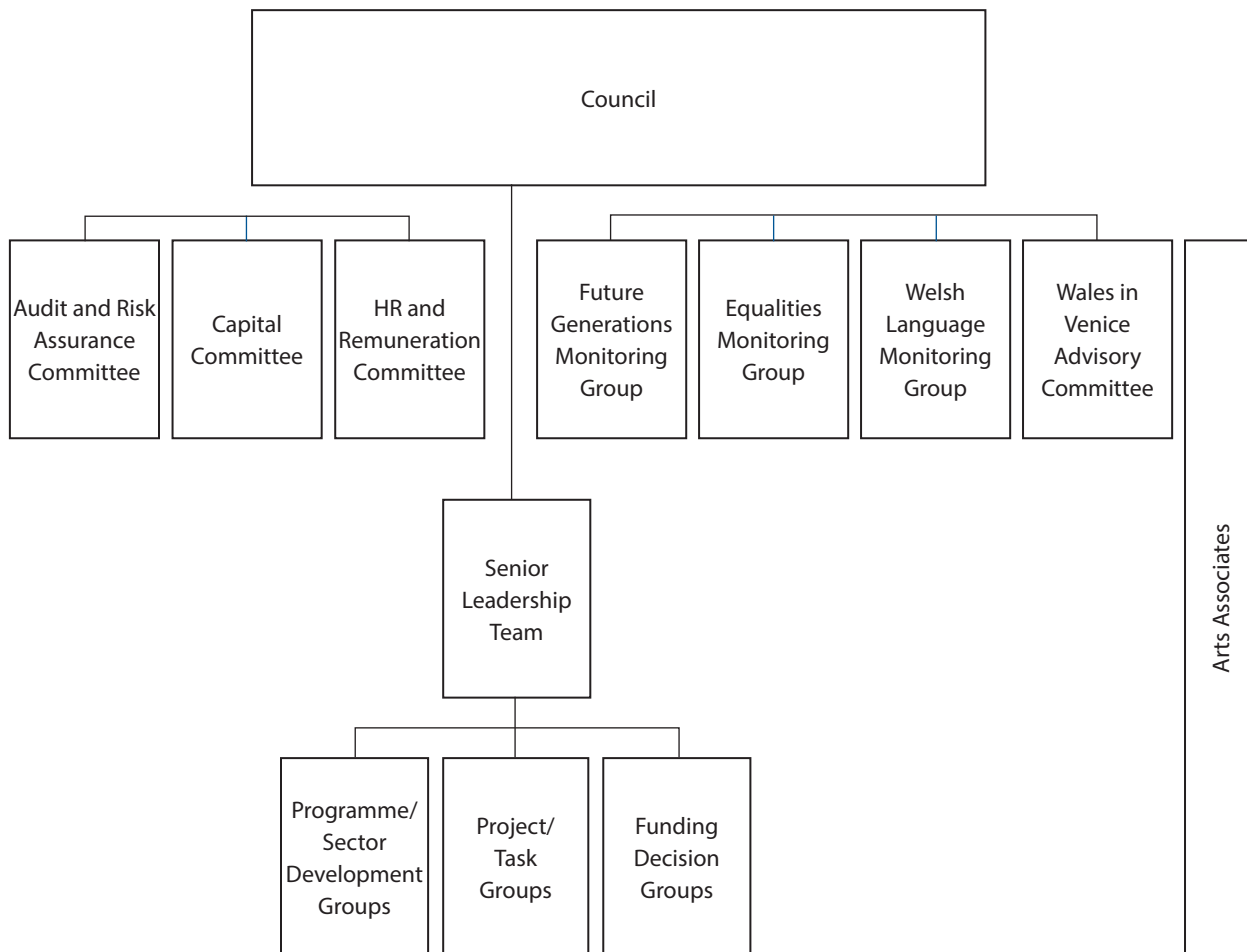 Council
Audit and Risk
Assurance
Committee
Capital
Committee
HR and
Remuneration
Committee
Future
Generations
Monitoring
Group
Equalities
Monitoring
Group
Welsh
Language
Monitoring
Group
Wales in
Venice
Advisory
Committee
Arts Associates
Senior
Leadership
Team
Programme/
Sector
Development
Groups
Project/
Task
Groups
Funding
Decision
Groups